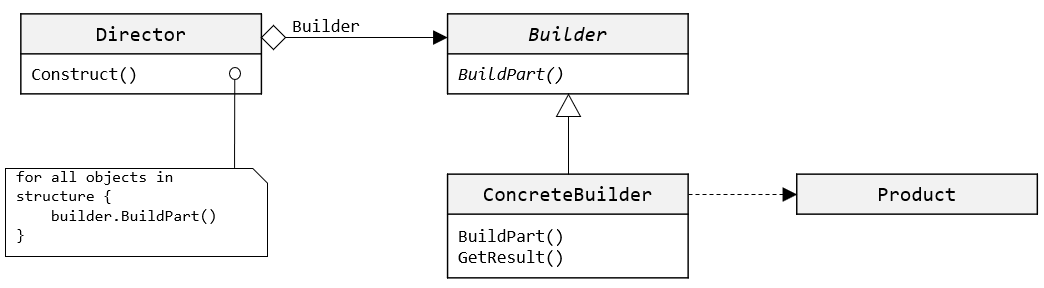 Director
Builder
Builder
Construct()
BuildPart()
for all objects in
structure {
    builder.BuildPart()
}
ConcreteBuilder
Product
BuildPart()
GetResult()